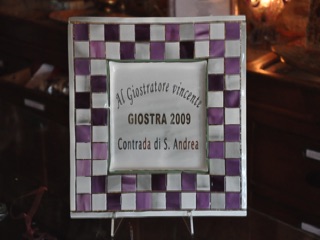 Al Giostratore vincente
GIOSTRA 2009
Contrada di S. Andrea